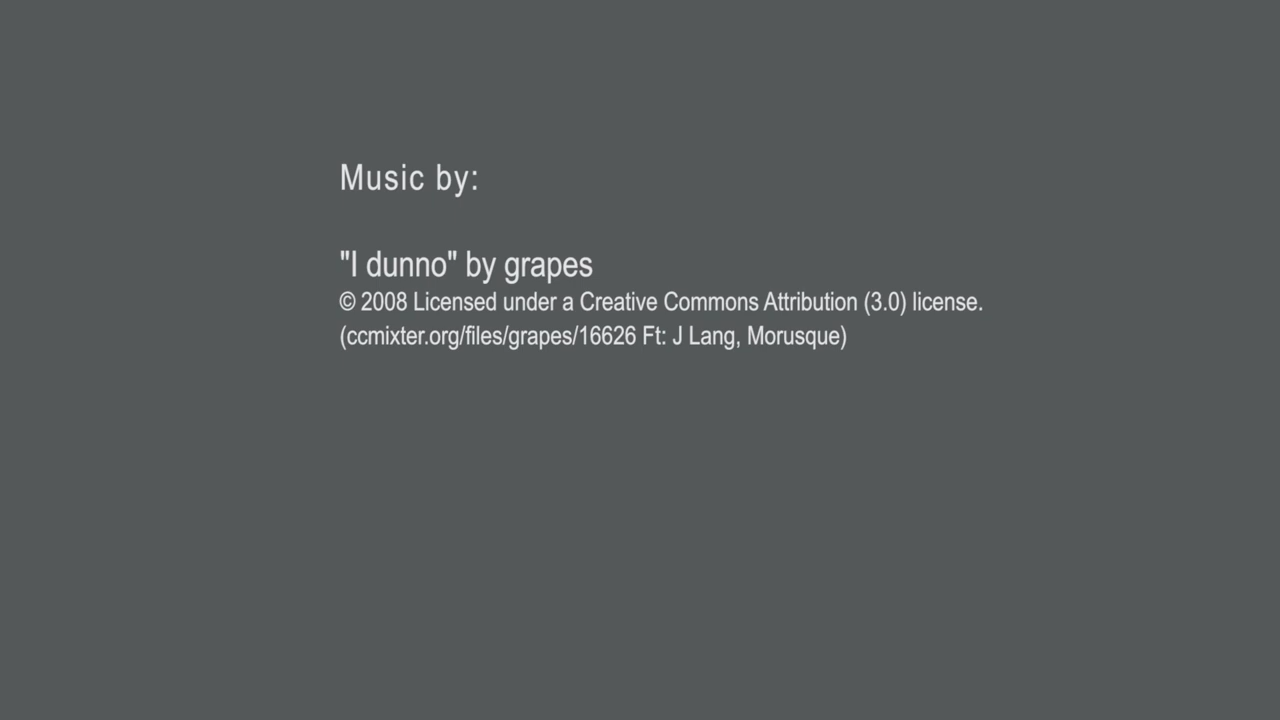 Music by:
"I dunno" by grapes
© 2008 Licensed under a Creative Commons Attribution (3.0) license.
(ccmixter.org/files/grapes/16626 Ft: J Lang, Morusque)